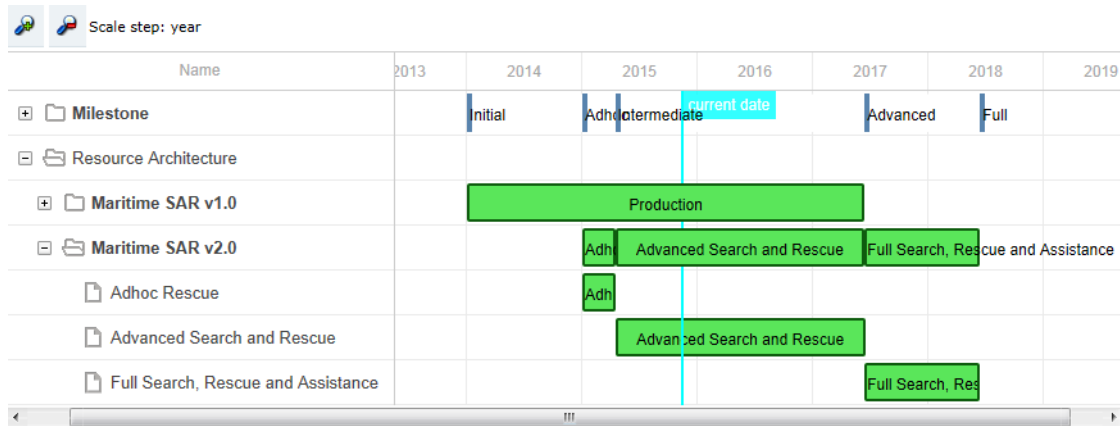 Scale step: year
Name 2013 2014 2015 2016 2017 2018 2019
current date
Milestone Initial Adhoc Intermediate Advanced Full
Resource Architecture
Maritime SAR v1.0 Production
Maritime SAR v2.0 Adh Advanced Search and Rescue Full Search, Rescue and Assistance
Adhoc Rescue Adh
Advanced Search and Rescue Advanced Search and Rescue
Full Search, Rescue and Assistance Full Search, Res